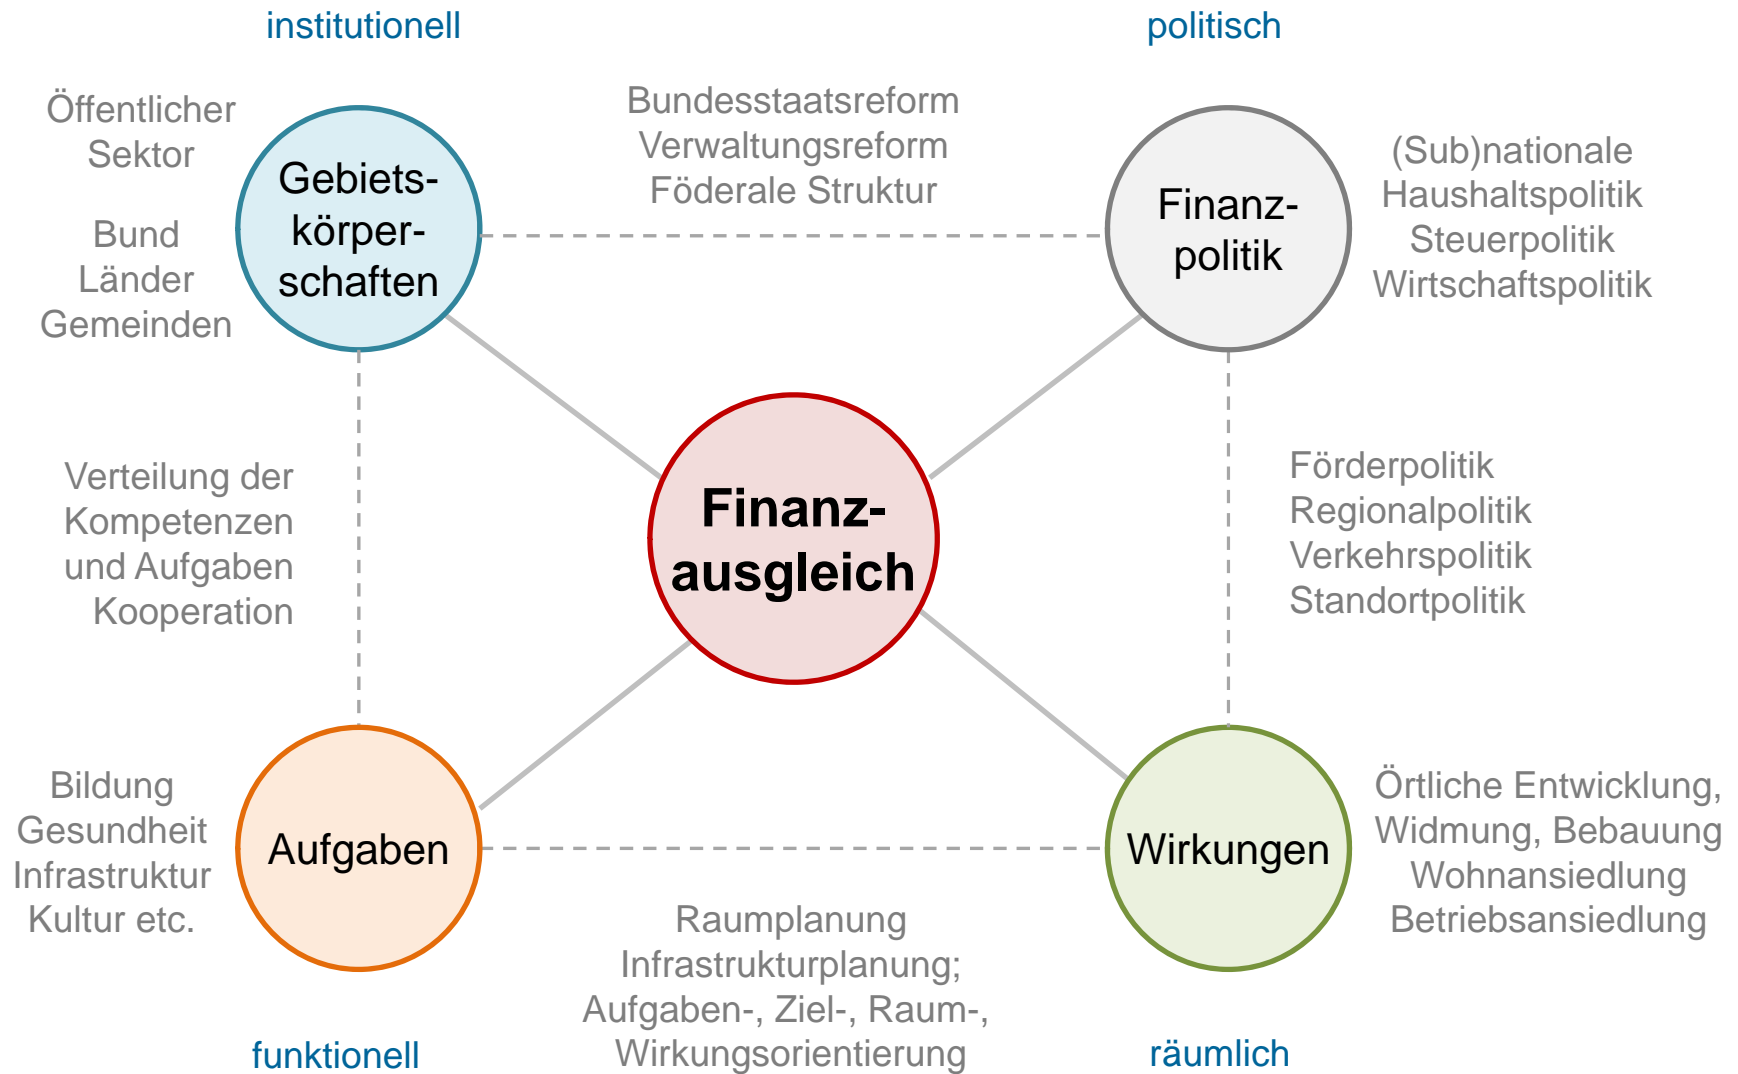 institutionell
politisch
Öffentlicher
Sektor
Bund
Länder
Gemeinden
Gebiets-
körper-
schaften
Bundesstaatsreform
Verwaltungsreform
Föderale Struktur
Finanz-
politik
(Sub)nationale
Haushaltspolitik
Steuerpolitik
Wirtschaftspolitik
Verteilung der
Kompetenzen
und Aufgaben
Kooperation
Finanz-
ausgleich
Förderpolitik
Regionalpolitik
Verkehrspolitik
Standortpolitik
Bildung
Gesundheit
Infrastruktur
Kultur etc.
Aufgaben
Wirkungen
Örtliche Entwicklung,
Widmung, Bebauung
Wohnansiedlung
Betriebsansiedlung
Raumplanung
Infrastrukturplanung;
Aufgaben-, Ziel-, Raum-,
Wirkungsorientierung
funktionell
räumlich